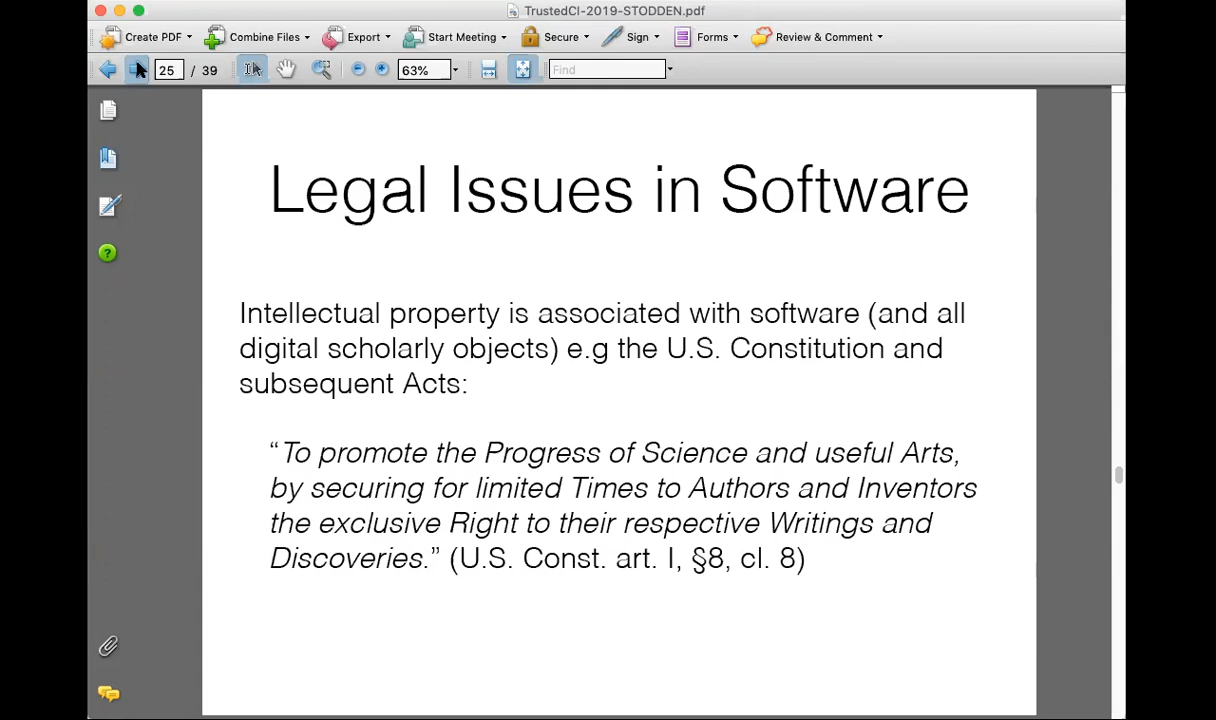 TrustedCI-2019-STODDEN.pdf
Create PDF Combine Files Export Start Meeting Secure Sign Forms Review & Comment
25 / 39 63% Find
Legal Issues in Software
Intellectual property is associated with software (and all
digital scholarly objects) e.g the U.S. Constitution and
subsequent Acts:
“To promote the Progress of Science and useful Arts,
by securing for limited Times to Authors and Inventors
the exclusive Right to their respective Writings and
Discoveries.” (U.S. Const. art. I, §8, cl. 8)